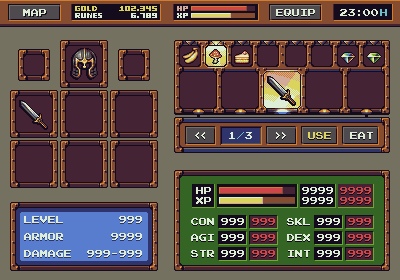 MAP GOLD 102.345 HP EQUIP 23:00H
RUNES 6.789 XP
<< 1/3 >> USE EAT
HP 9999 9999
XP 9999 9999
CON 999 999 SKL 999 999
AGI 999 999 DEX 999 999
STR 999 999 INT 999 999
LEVEL 999
ARMOR 9999
DAMAGE 999-999